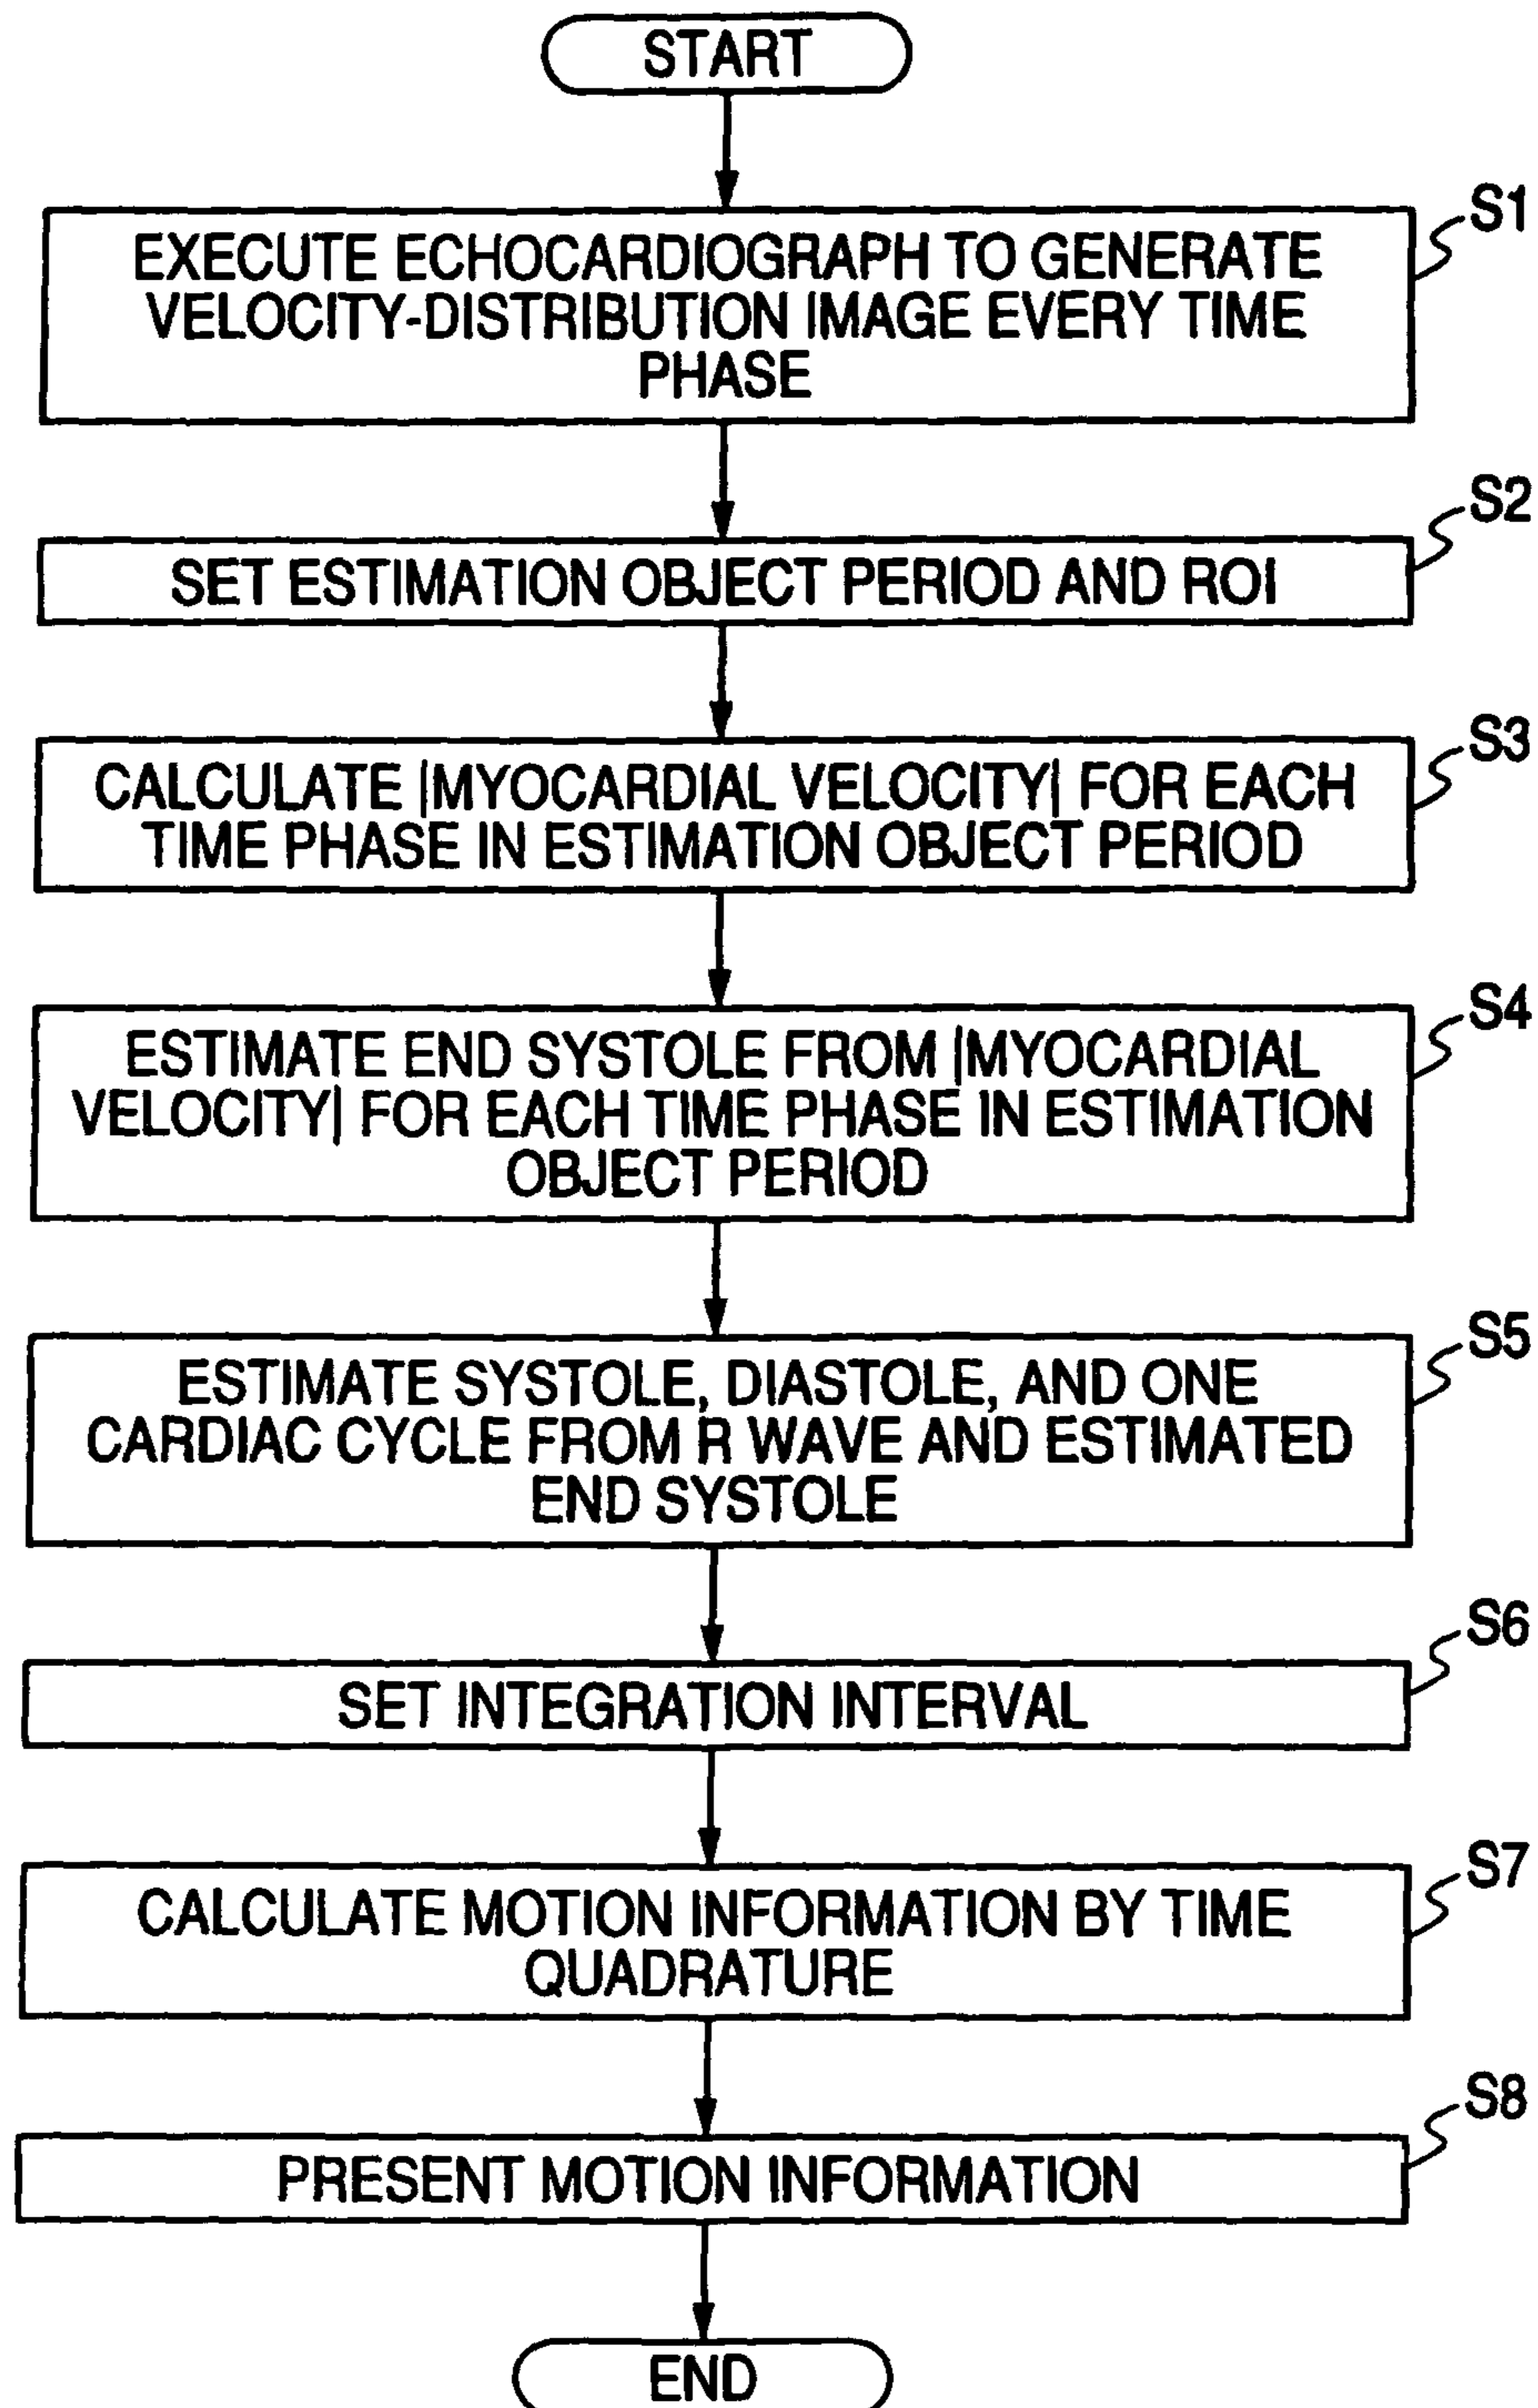 START
S1
EXECUTE ECHOCARDIOGRAPH TO GENERATE
VELOCITY-DISTRIBUTION IMAGE EVERY TIME
PHASE
S2
SET ESTIMATION OBJECT PERIOD AND ROI
S3
CALCULATE |MYOCARDIAL VELOCITY| FOR EACH
TIME PHASE IN ESTIMATION OBJECT PERIOD
S4
ESTIMATE END SYSTOLE FROM |MYOCARDIAL
VELOCITY| FOR EACH TIME PHASE IN ESTIMATION
OBJECT PERIOD
S5
ESTIMATE SYSTOLE, DIASTOLE, AND ONE
CARDIAC CYCLE FROM R WAVE AND ESTIMATED
END SYSTOLE
S6
SET INTEGRATION INTERVAL
S7
CALCULATE MOTION INFORMATION BY TIME
QUADRATURE
S8
PRESENT MOTION INFORMATION
END